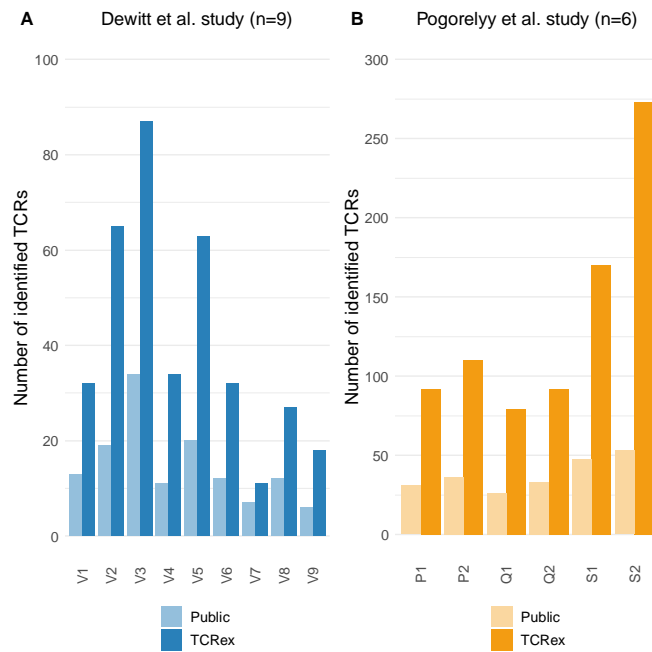 A Dewitt et al. study (n=9)
Number of identified TCRs
100
80
60
40
20
0
V1 V2 V3 V4 V5 V6 V7 V8 V9
Public
TCRex
B Pogorelyy et al. study (n=6)
Number of identified TCRs
300
250
200
150
100
50
0
P1 P2 Q1 Q2 S1 S2
Public
TCRex